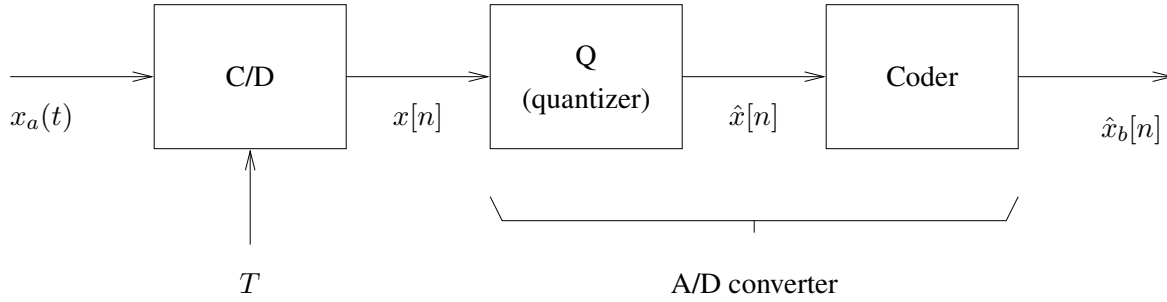 C/D
Q
(quantizer)
Coder
x_a(t)
x[n]
x̂[n]
x̂_b[n]
T
A/D converter